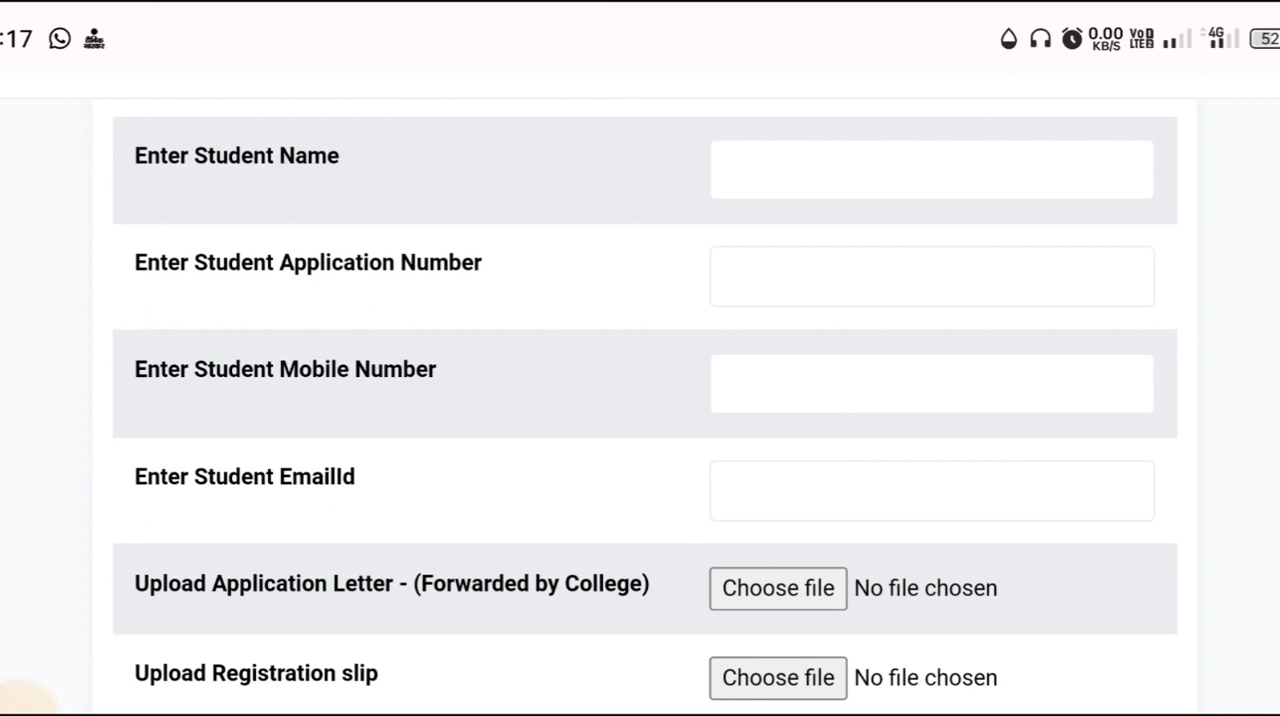 :17 0.00 KB/S VoD LTE2 4G 52
Enter Student Name
Enter Student Application Number
Enter Student Mobile Number
Enter Student EmailId
Upload Application Letter - (Forwarded by College) Choose file No file chosen
Upload Registration slip Choose file No file chosen